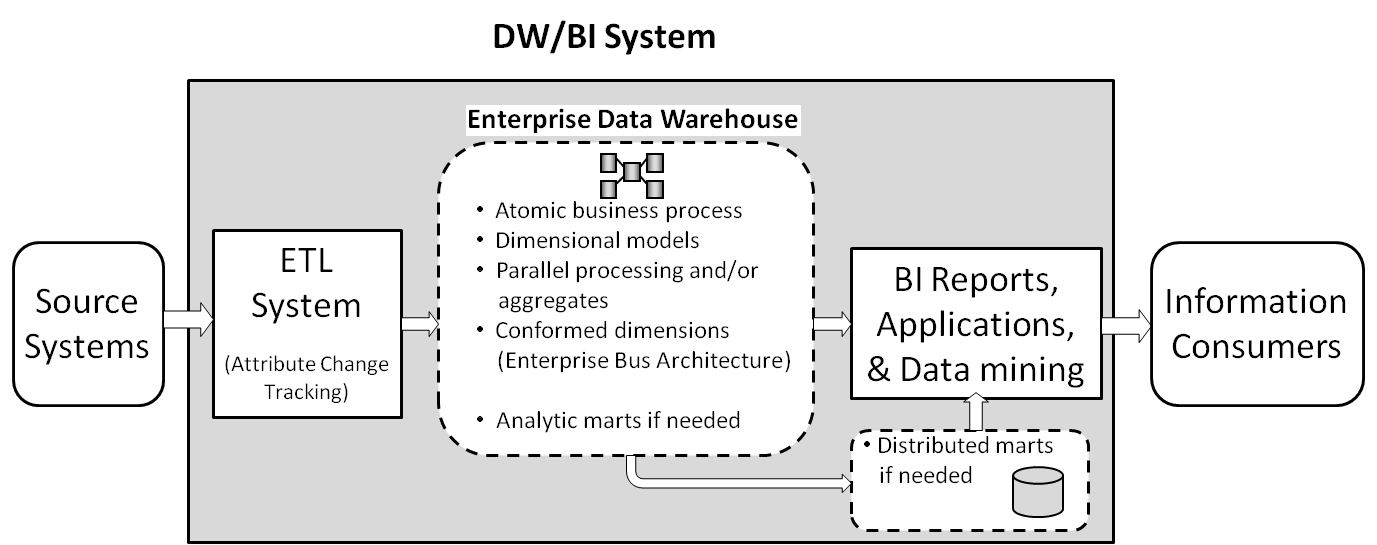 DW/BI System
Enterprise Data Warehouse
• Atomic business process
• Dimensional models
• Parallel processing and/or
aggregates
• Conformed dimensions
(Enterprise Bus Architecture)
• Analytic marts if needed
Source
Systems
ETL
System
(Attribute Change
Tracking)
BI Reports,
Applications,
& Data mining
• Distributed marts
if needed
Information
Consumers